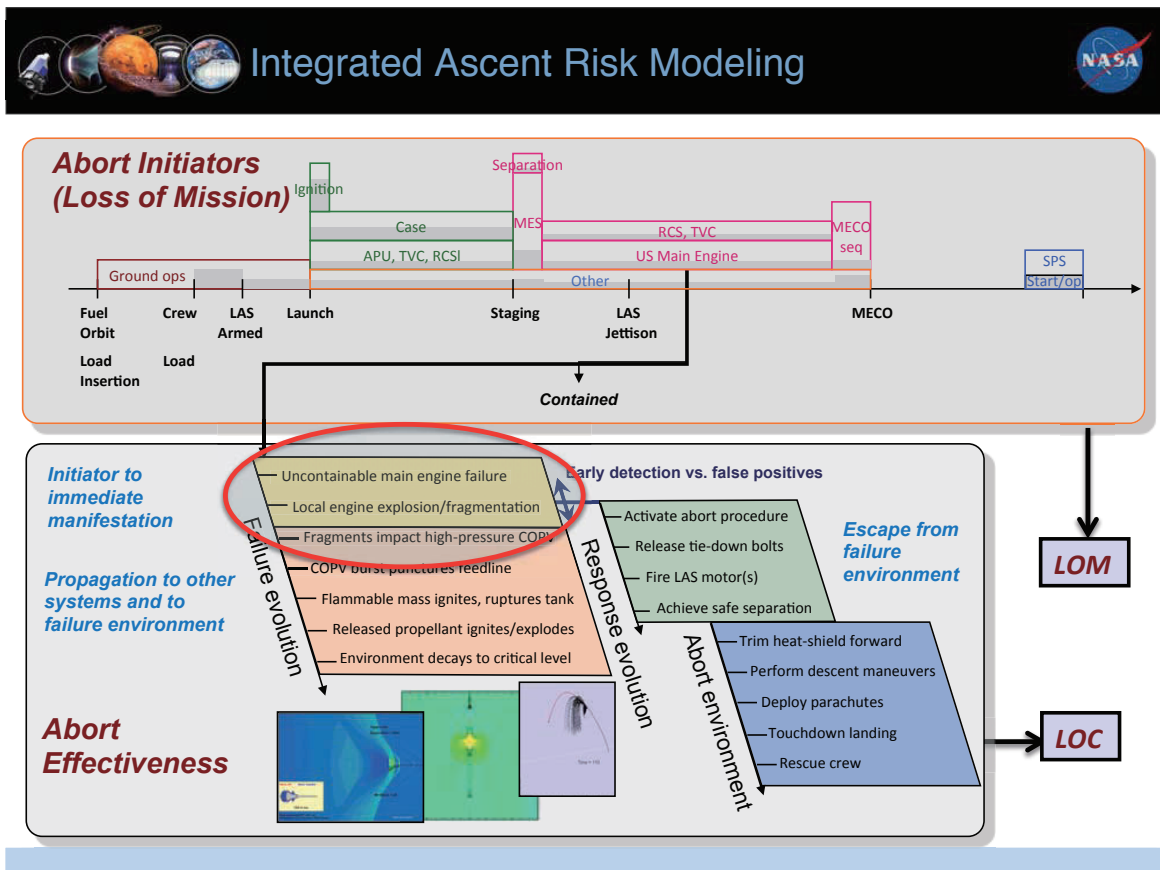 Integrated Ascent Risk Modeling
NASA
Abort Initiators
(Loss of Mission)
Separation
Ignition
Case
MES
RCS, TVC
MECO
seq
APU, TVC, RCSI
US Main Engine
SPS
Ground ops
Other
Start/op
Fuel
Orbit
Load
Insertion
Crew
Load
LAS
Armed
Launch
Staging
LAS
Jettison
MECO
Contained
Initiator to
immediate
manifestation
Uncontainable main engine failure
Local engine explosion/fragmentation
Early detection vs. false positives
Fragments impact high-pressure COPV
COPV burst punctures feedline
Flammable mass ignites, ruptures tank
Released propellant ignites/explodes
Environment decays to critical level
Failure evolution
Propagation to other
systems and to
failure environment
Activate abort procedure
Release tie-down bolts
Fire LAS motor(s)
Achieve safe separation
Response evolution
Escape from
failure
environment
LOM
Trim heat-shield forward
Perform descent maneuvers
Deploy parachutes
Touchdown landing
Rescue crew
Abort environment
Abort
Effectiveness
LOC